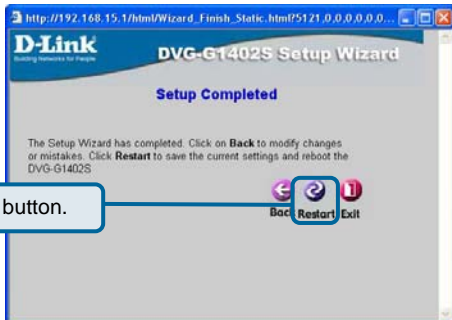 http://192.168.15.1/html/Wizard_Finish_Static.html?5121,0,0,0,0,0,0...
D-Link
Building Networks for People
DVG-G1402S Setup Wizard
Setup Completed
The Setup Wizard has completed. Click on Back to modify changes
or mistakes. Click Restart to save the current settings and reboot the
DVG-G1402S
button.
Back Restart Exit